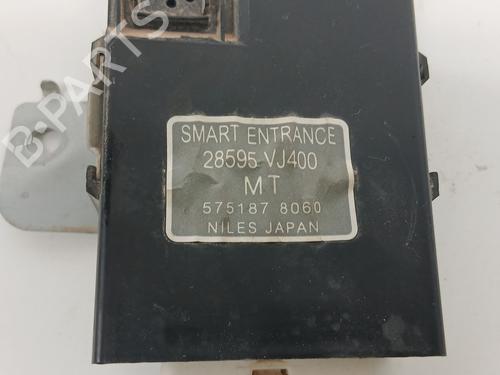 B-PARTS
SMART ENTRANCE
28595 VJ400
MT
575187 8060
NILES JAPAN